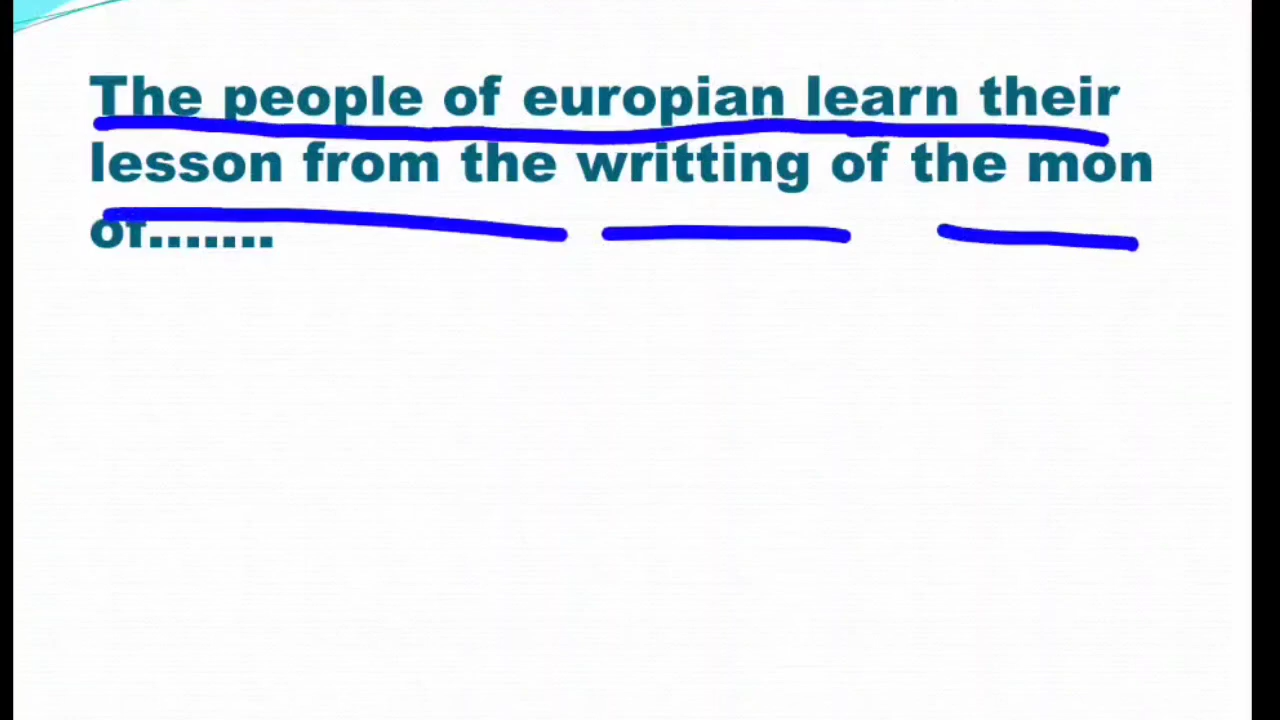 The people of europian learn their
lesson from the writting of the mon
of.......